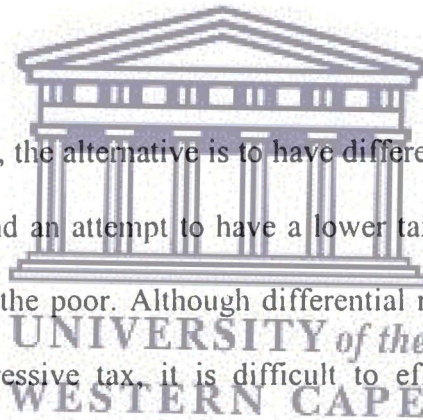 , the alternative is to have differe
nd an attempt to have a lower ta
the poor. Although differential
UNIVERSITY of the
essive tax, it is difficult to ef
WESTERN CAPE